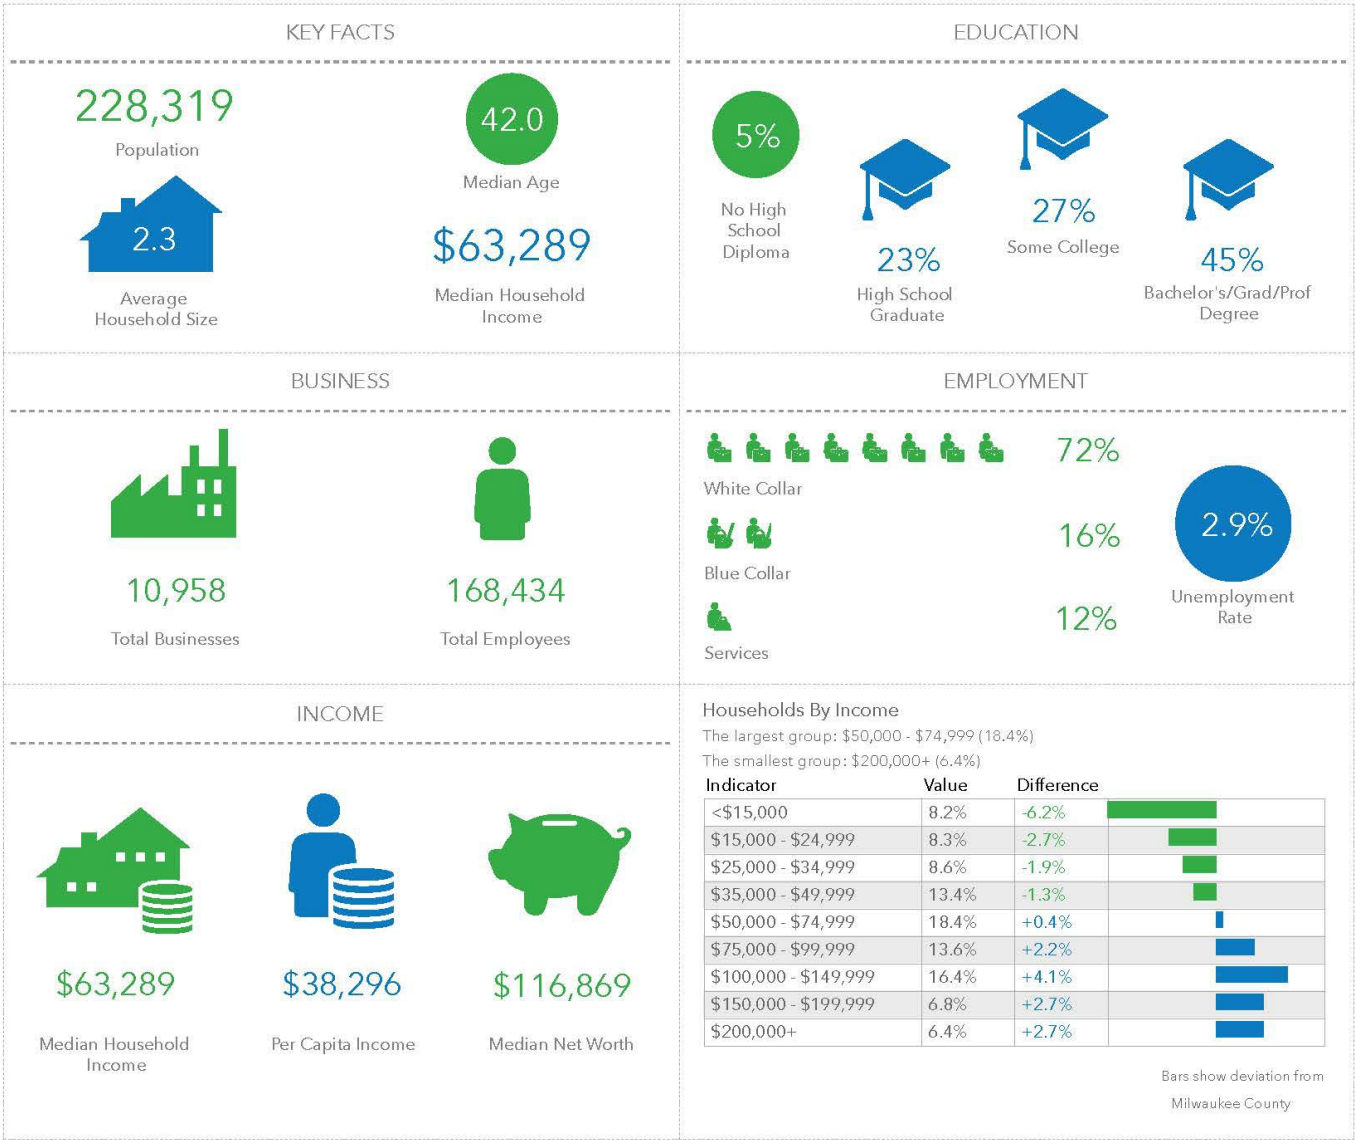 KEY FACTS
228,319
Population
42.0
Median Age
2.3
Average
Household Size
$63,289
Median Household
Income
EDUCATION
5%
No High
School
Diploma
23%
High School
Graduate
27%
Some College
45%
Bachelor's/Grad/Prof
Degree
BUSINESS
10,958
Total Businesses
168,434
Total Employees
EMPLOYMENT
72%
White Collar
16%
Blue Collar
12%
Services
2.9%
Unemployment
Rate
INCOME
$63,289
Median Household
Income
$38,296
Per Capita Income
$116,869
Median Net Worth
Households By Income
The largest group: $50,000 - $74,999 (18.4%)
The smallest group: $200,000+ (6.4%)
Indicator Value Difference
<$15,000 8.2% -6.2%
$15,000 - $24,999 8.3% -2.7%
$25,000 - $34,999 8.6% -1.9%
$35,000 - $49,999 13.4% -1.3%
$50,000 - $74,999 18.4% +0.4%
$75,000 - $99,999 13.6% +2.2%
$100,000 - $149,999 16.4% +4.1%
$150,000 - $199,999 6.8% +2.7%
$200,000+ 6.4% +2.7%
Bars show deviation from
Milwaukee County